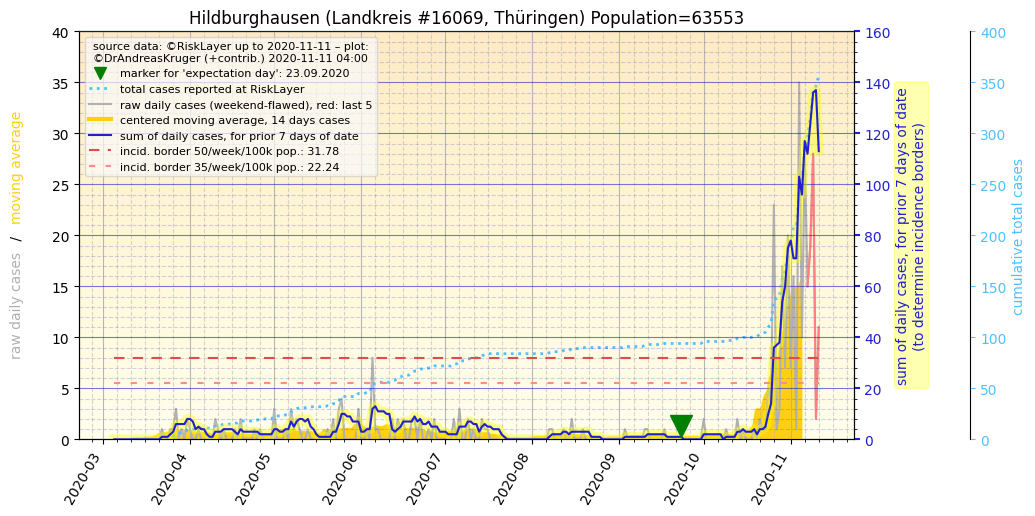 Hildburghausen (Landkreis #16069, Thüringen) Population=63553
source data: ©RiskLayer up to 2020-11-11 – plot:
©DrAndreasKruger (+contrib.) 2020-11-11 04:00
marker for 'expectation day': 23.09.2020
total cases reported at RiskLayer
raw daily cases (weekend-flawed), red: last 5
centered moving average, 14 days cases
sum of daily cases, for prior 7 days of date
incid. border 50/week/100k pop.: 31.78
incid. border 35/week/100k pop.: 22.24
raw daily cases / moving average
40
35
30
25
20
15
10
5
0
160
140
120
100
80
60
40
20
0
sum of daily cases, for prior 7 days of date
(to determine incidence borders)
400
350
300
250
200
150
100
50
0
cumulative total cases
2020-03
2020-04
2020-05
2020-06
2020-07
2020-08
2020-09
2020-10
2020-11